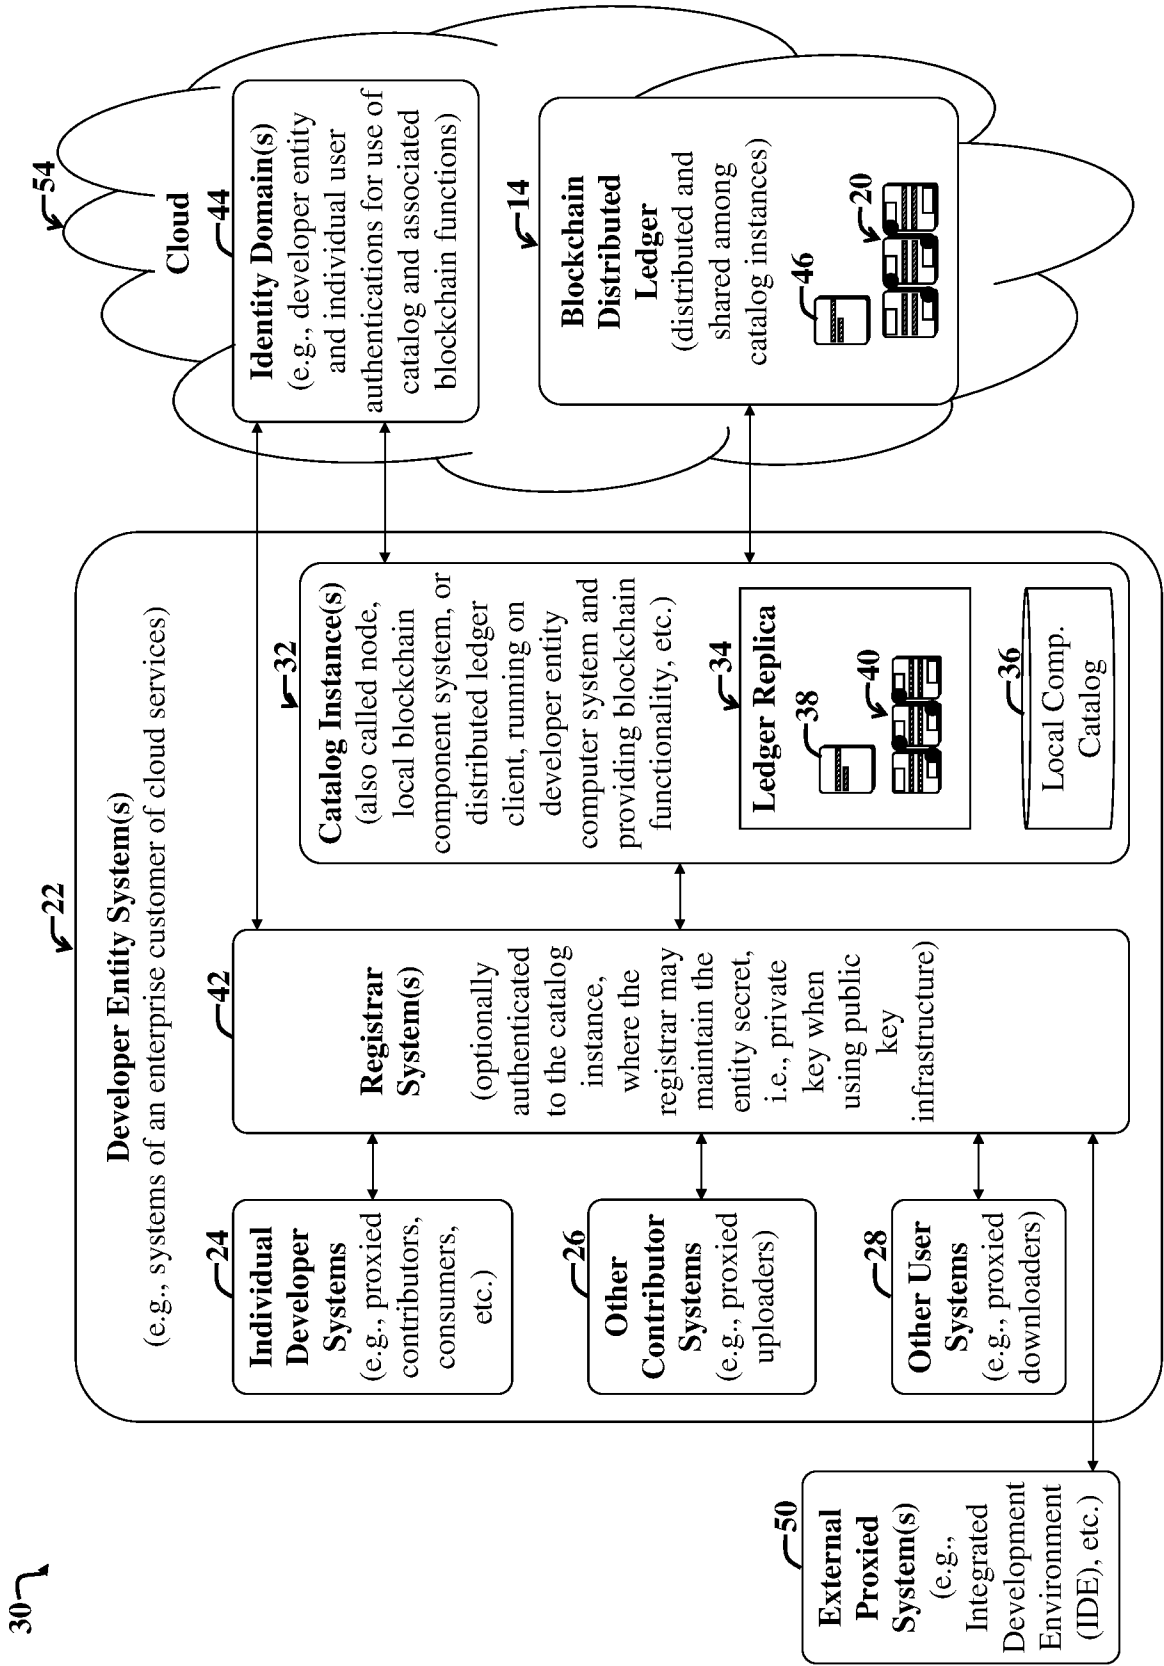 30
22
Developer Entity System(s)
(e.g., systems of an enterprise customer of cloud services)
50
External
Proxied
System(s)
(e.g.,
Integrated
Development
Environment
(IDE), etc.)
24
Individual
Developer
Systems
(e.g., proxied
contributors,
consumers,
etc.)
26
Other
Contributor
Systems
(e.g., proxied
uploaders)
28
Other User
Systems
(e.g., proxied
downloaders)
42
Registrar
System(s)
(optionally
authenticated
to the catalog
instance,
where the
registrar may
maintain the
entity secret,
i.e., private
key when
using public
key
infrastructure)
32
Catalog Instance(s)
(also called node,
local blockchain
component system, or
distributed ledger
client, running on
developer entity
computer system and
providing blockchain
functionality, etc.)
34
Ledger Replica
38
40
36
Local Comp.
Catalog
54
Cloud
44
Identity Domain(s)
(e.g., developer entity
and individual user
authentications for use of
catalog and associated
blockchain functions)
14
Blockchain
Distributed
Ledger
(distributed and
shared among
catalog instances)
46
20